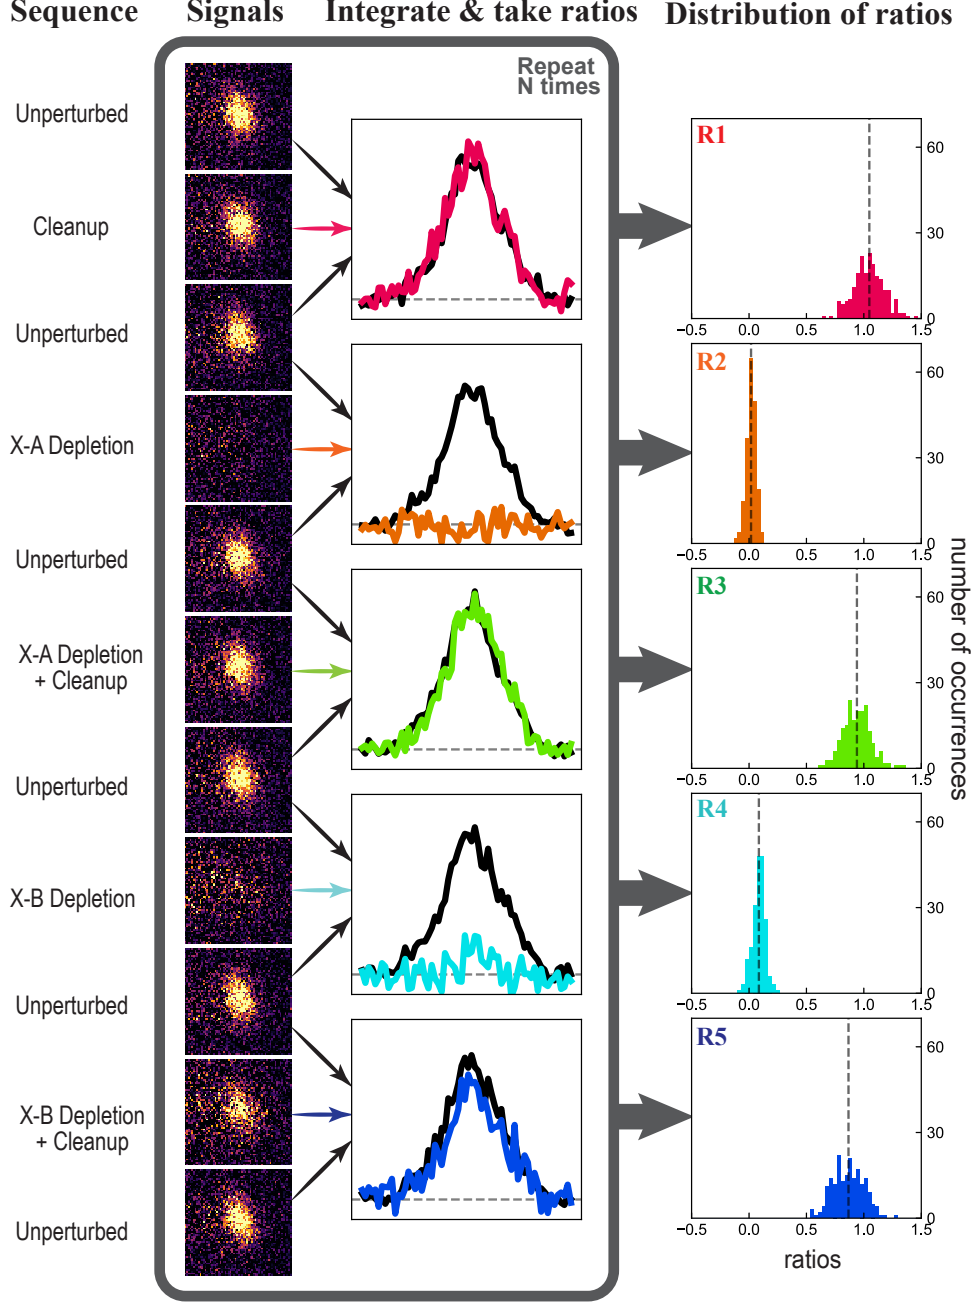 Sequence
Signals
Integrate & take ratios
Distribution of ratios
Repeat
N times
Unperturbed
Cleanup
Unperturbed
X-A Depletion
Unperturbed
X-A Depletion
+ Cleanup
Unperturbed
X-B Depletion
Unperturbed
X-B Depletion
+ Cleanup
Unperturbed
R1
60
30
0
−0.5 0.0 0.5 1.0 1.5
R2
60
30
0
−0.5 0.0 0.5 1.0 1.5
R3
60
30
0
−0.5 0.0 0.5 1.0 1.5
R4
60
30
0
−0.5 0.0 0.5 1.0 1.5
R5
60
30
0
−0.5 0.0 0.5 1.0 1.5
number of occurrences
ratios